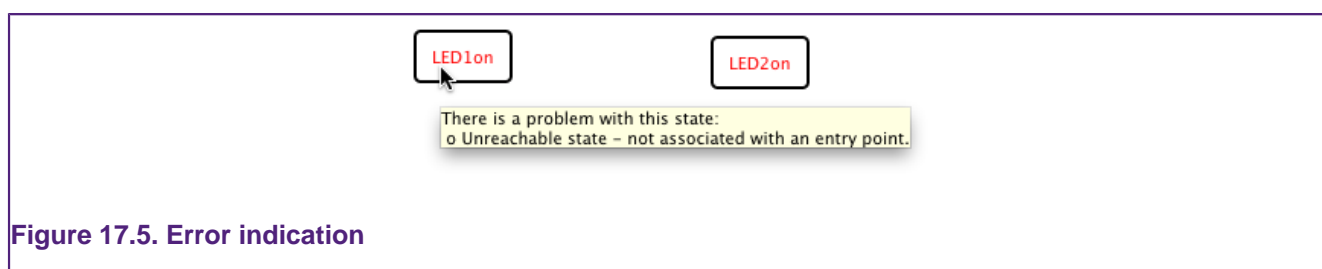 LED1on
LED2on
There is a problem with this state:
o Unreachable state – not associated with an entry point.
Figure 17.5. Error indication